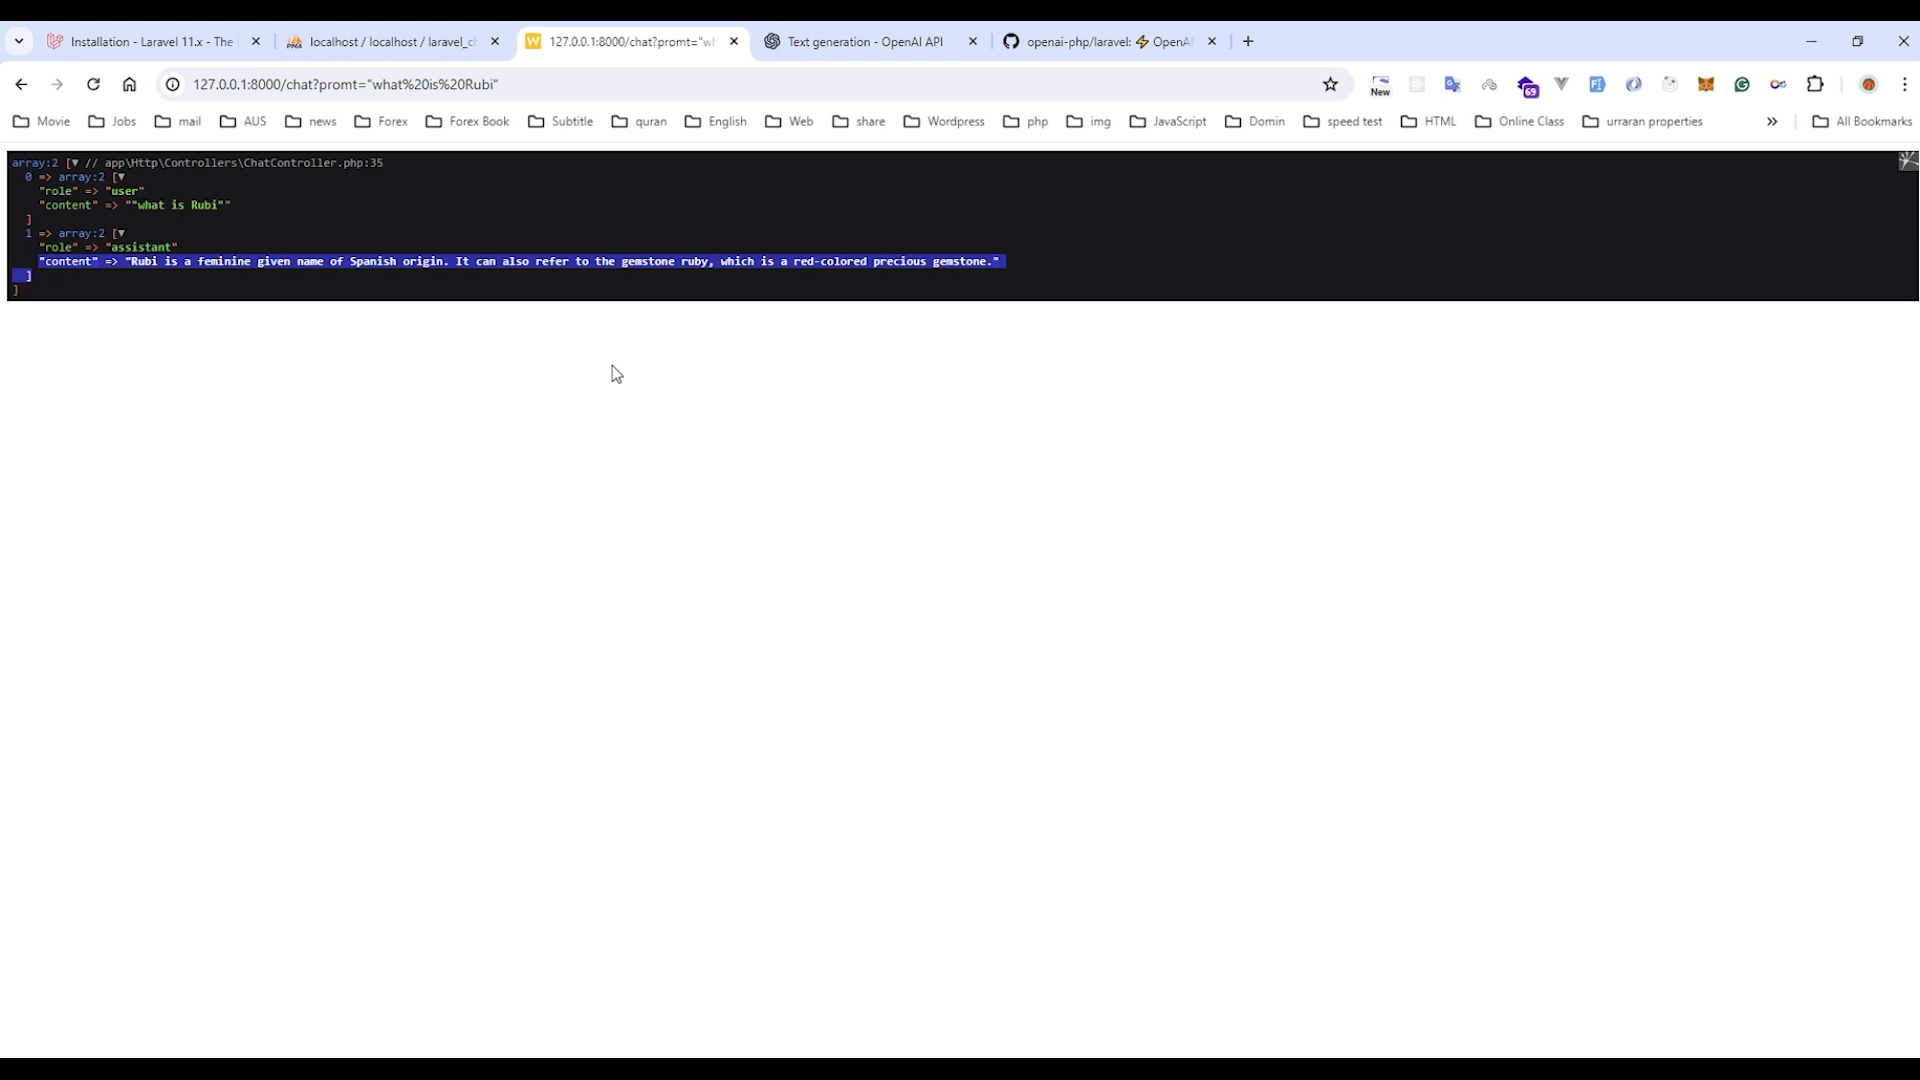 Installation - Laravel 11.x - The
localhost / localhost / laravel_c
127.0.0.1:8000/chat?promt="wh
Text generation - OpenAI API
openai-php/laravel: ⚡ OpenAI
127.0.0.1:8000/chat?promt="what%20is%20Rubi"
New
69
Movie
Jobs
mail
AUS
news
Forex
Forex Book
Subtitle
quran
English
Web
share
Wordpress
php
img
JavaScript
Domin
speed test
HTML
Online Class
urraran properties
»
All Bookmarks
array:2 [▼ // app\Http\Controllers\ChatController.php:35
0 => array:2 [▼
"role" => "user"
"content" => ""what is Rubi""
]
1 => array:2 [▼
"role" => "assistant"
"content" => "Rubi is a feminine given name of Spanish origin. It can also refer to the gemstone ruby, which is a red-colored precious gemstone."
]
]